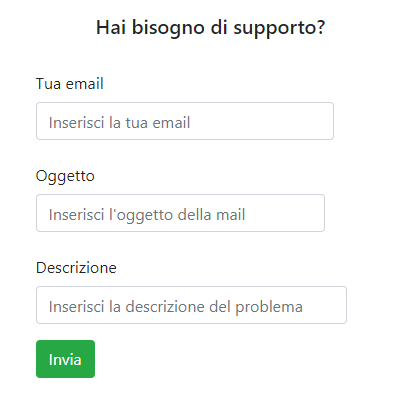 Hai bisogno di supporto?
Tua email
Inserisci la tua email
Oggetto
Inserisci l'oggetto della mail
Descrizione
Inserisci la descrizione del problema
Invia